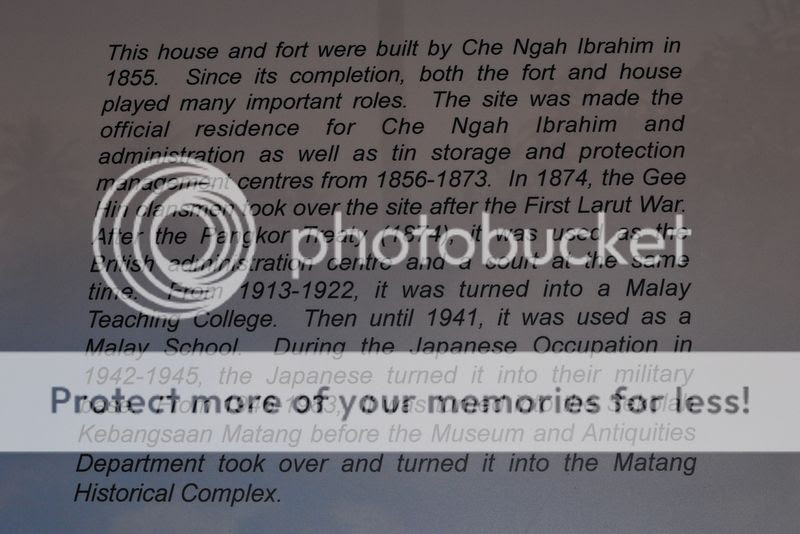 This house and fort were built by Che Ngah Ibrahim in
1855. Since its completion, both the fort and house
played many important roles. The site was made the
official residence for Che Ngah Ibrahim and
administration as well as tin storage and protection
management centres from 1856-1873. In 1874, the Gee
Hin clansmen took over the site after the First Larut War.
After the Pangkor Treaty (1874), it was used as the
British administration centre and a court at the same
time. From 1913-1922, it was turned into a Malay
Teaching College. Then until 1941, it was used as a
Malay School. During the Japanese Occupation in
1942-1945, the Japanese turned it into their military
base. From Sekolah
Kebangsaan Matang before the Museum and Antiquities
Department took over and turned it into the Matang
Historical Complex.
photobucket
Protect more of your memories for less!